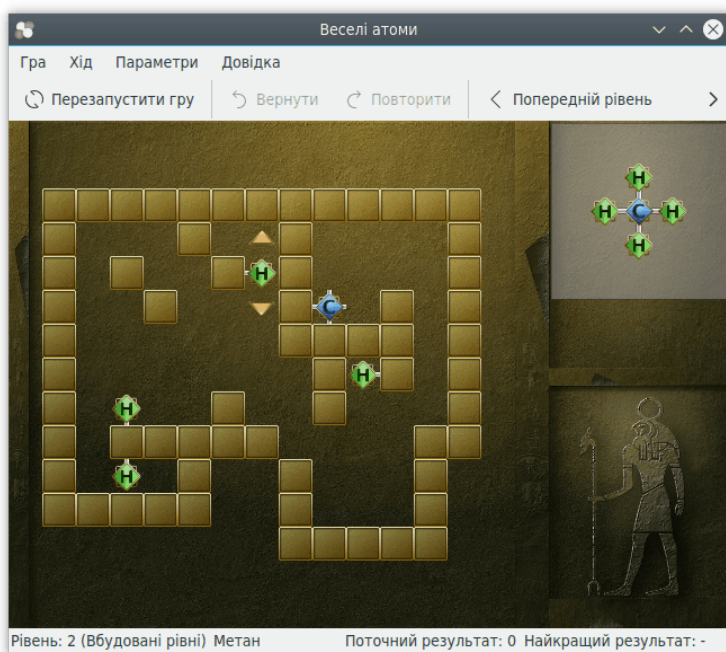 Веселі атоми
Гра Хід Параметри Довідка
Перезапустити гру Вернути Повторити Попередній рівень
H
H C H
H
H
C
H
H
H
Рівень: 2 (Вбудовані рівні) Метан Поточний результат: 0 Найкращий результат: -